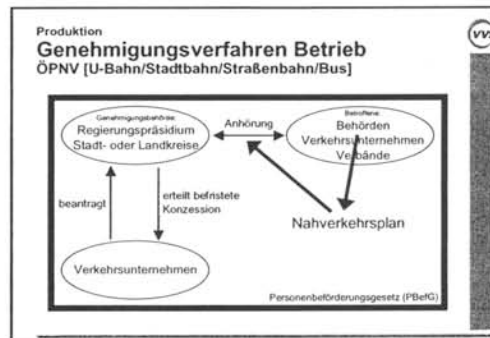 Produktion
Genehmigungsverfahren Betrieb
ÖPNV [U-Bahn/Stadtbahn/Straßenbahn/Bus]
VVS
Genehmigungsbehörde:
Regierungspräsidium
Stadt- oder Landkreise
Anhörung
Betroffene:
Behörden
Verkehrsunternehmen
Verbände
beantragt
erteilt befristete
Konzession
Nahverkehrsplan
Verkehrsunternehmen
Personenbeförderungsgesetz (PBefG)